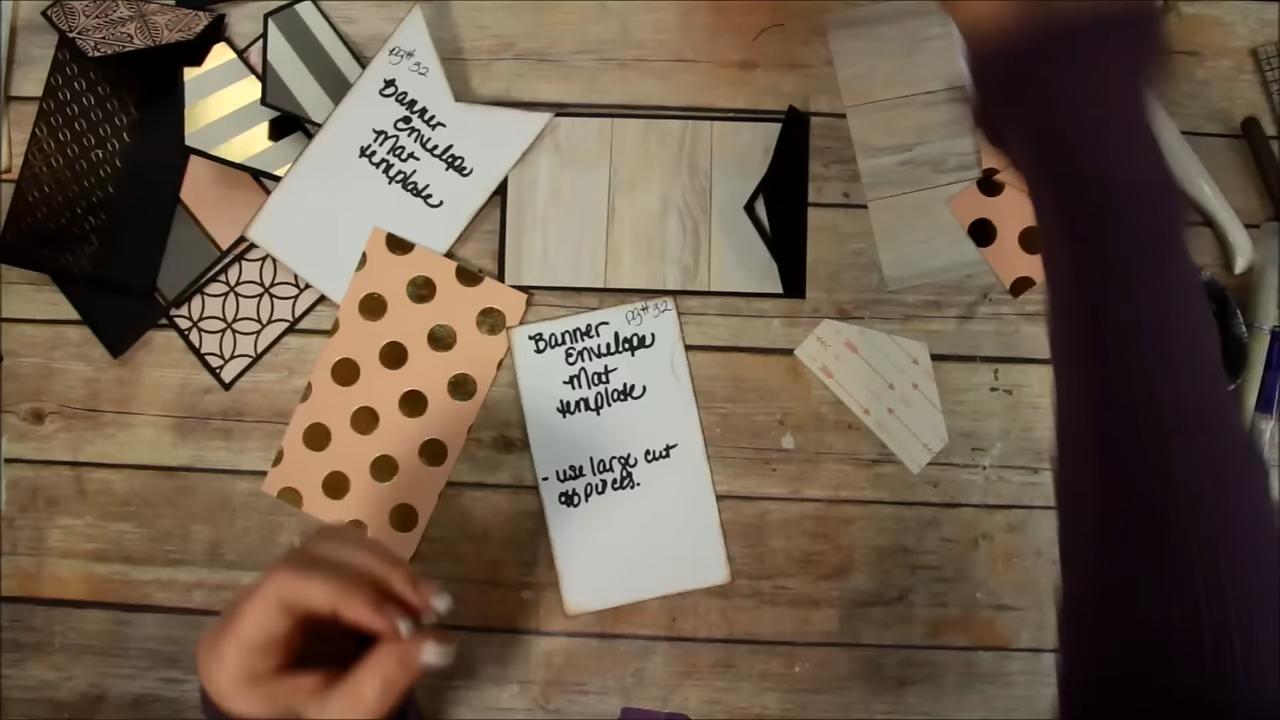 pg# 32
Banner
Envelope
Mat
template
pg# 32
Banner
Envelope
Mat
template
- use large cut
off pieces.